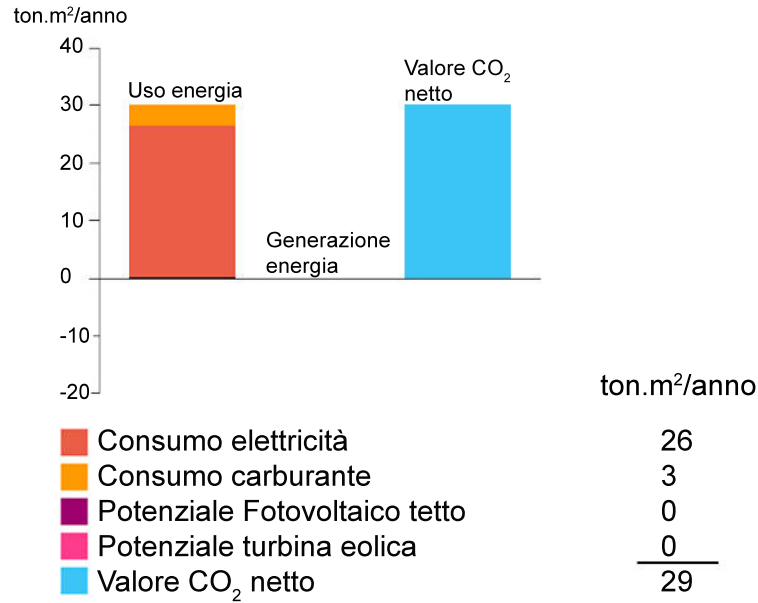 ton.m²/anno
40
Uso energia
Valore CO₂
netto
30
20
10
Generazione
energia
0
-10
-20
ton.m²/anno
Consumo elettricità 26
Consumo carburante 3
Potenziale Fotovoltaico tetto 0
Potenziale turbina eolica 0
Valore CO₂ netto 29